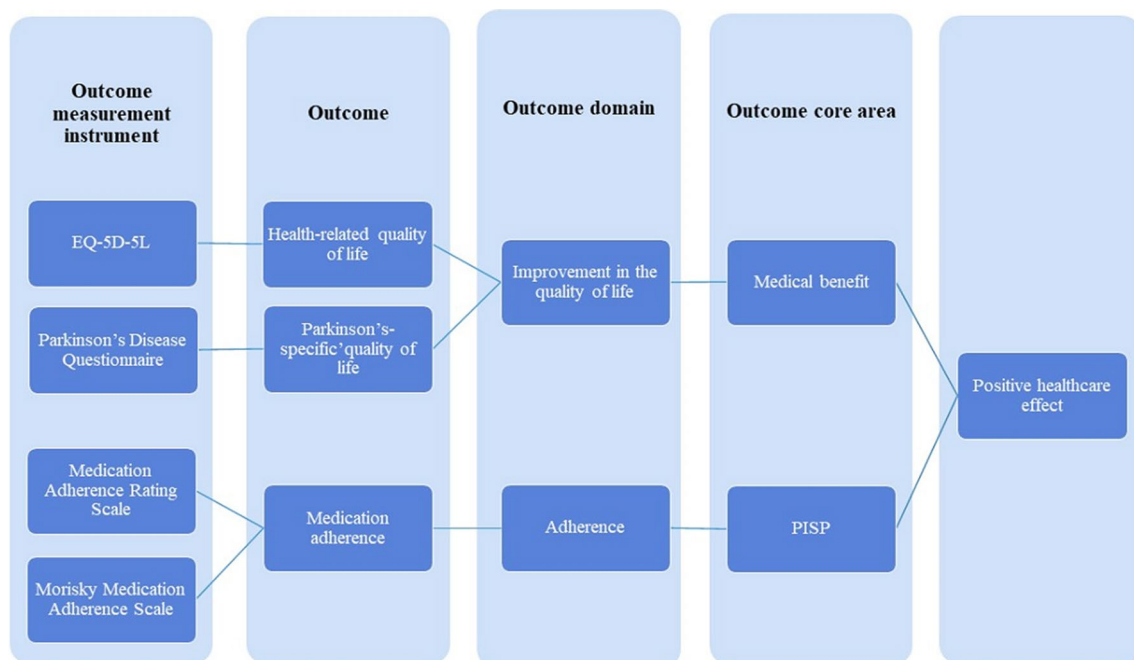 Outcome
measurement
instrument
Outcome
Outcome domain
Outcome core area
EQ-5D-5L
Health-related quality
of life
Improvement in the
quality of life
Medical benefit
Parkinson’s Disease
Questionnaire
Parkinson’s-
specific’quality of
life
Positive healthcare
effect
Medication
Adherence Rating
Scale
Medication
adherence
Adherence
PISP
Morisky Medication
Adherence Scale